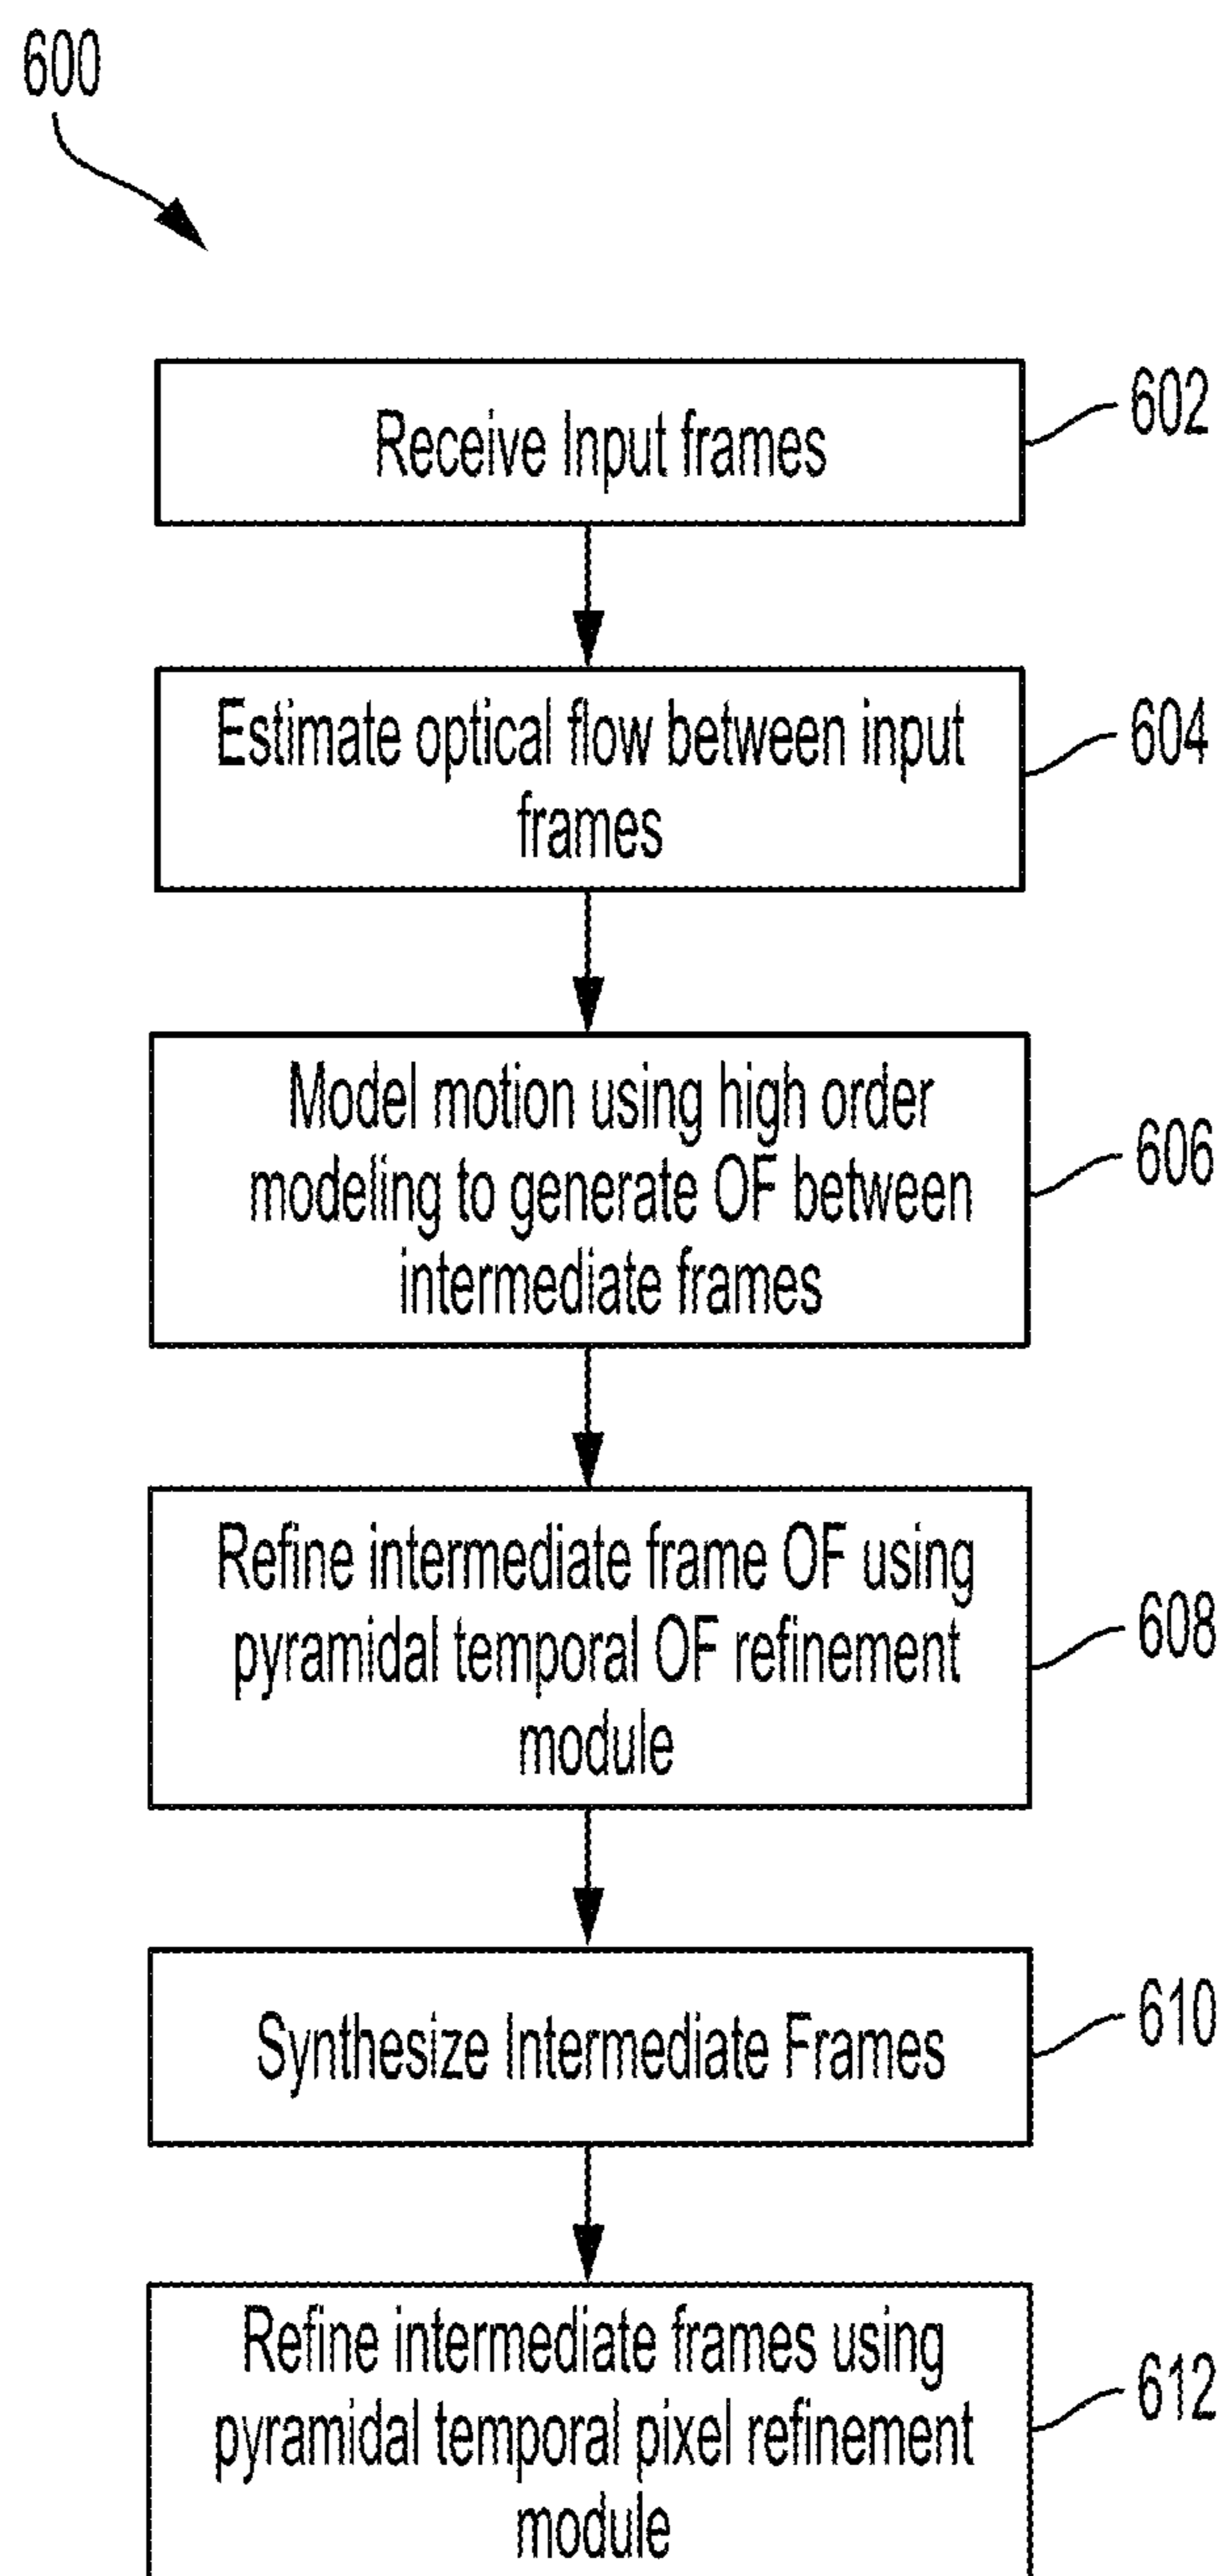 600
Receive Input frames
602
Estimate optical flow between input
frames
604
Model motion using high order
modeling to generate OF between
intermediate frames
606
Refine intermediate frame OF using
pyramidal temporal OF refinement
module
608
Synthesize Intermediate Frames
610
Refine intermediate frames using
pyramidal temporal pixel refinement
module
612